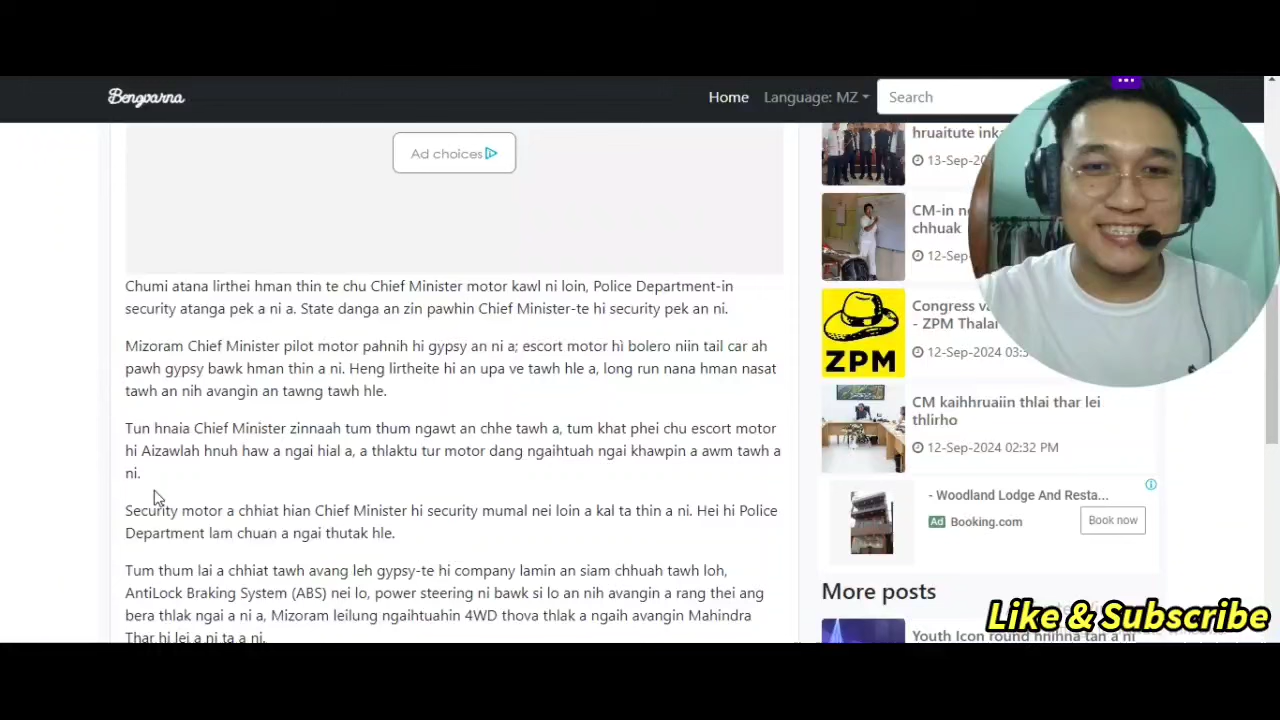 Bengvarna
Home
Language: MZ
Search
Ad choices
Chumi atana lirthei hman thin te chu Chief Minister motor kawl ni loin, Police Department-in
security atanga pek a ni a. State danga an zin pawhin Chief Minister-te hi security pek an ni.
Mizoram Chief Minister pilot motor pahnih hi gypsy an ni a; escort motor hì bolero niin tail car ah
pawh gypsy bawk hman thin a ni. Heng lirtheite hi an upa ve tawh hle a, long run nana hman nasat
tawh an nih avangin an tawng tawh hle.
Tun hnaia Chief Minister zinnaah tum thum ngawt an chhe tawh a, tum khat phei chu escort motor
hi Aizawlah hnuh haw a ngai hial a, a thlaktu tur motor dang ngaihtuah ngai khawpin a awm tawh a
ni.
Security motor a chhiat hian Chief Minister hi security mumal nei loin a kal ta thin a ni. Hei hi Police
Department lam chuan a ngai thutak hle.
Tum thum lai a chhiat tawh avang leh gypsy-te hi company lamin an siam chhuah tawh loh,
AntiLock Braking System (ABS) nei lo, power steering ni bawk si lo an nih avangin a rang thei ang
bera thlak ngai a ni a, Mizoram leilung ngaihtuahin 4WD thova thlak a ngaih avangin Mahindra
Thar hi lei a ni ta a ni.
hruaitute
13-Sep-20
CM-in
chhuak
12-Sep-
Congress
- ZPM
12-Sep-2024
ZPM
CM kaihhruaiin thlai thar lei
thlirho
12-Sep-2024 02:32 PM
- Woodland Lodge And Resta...
Ad Booking.com
Book now
More posts
Youth Icon round hnihna tan a ni
Like & Subscribe